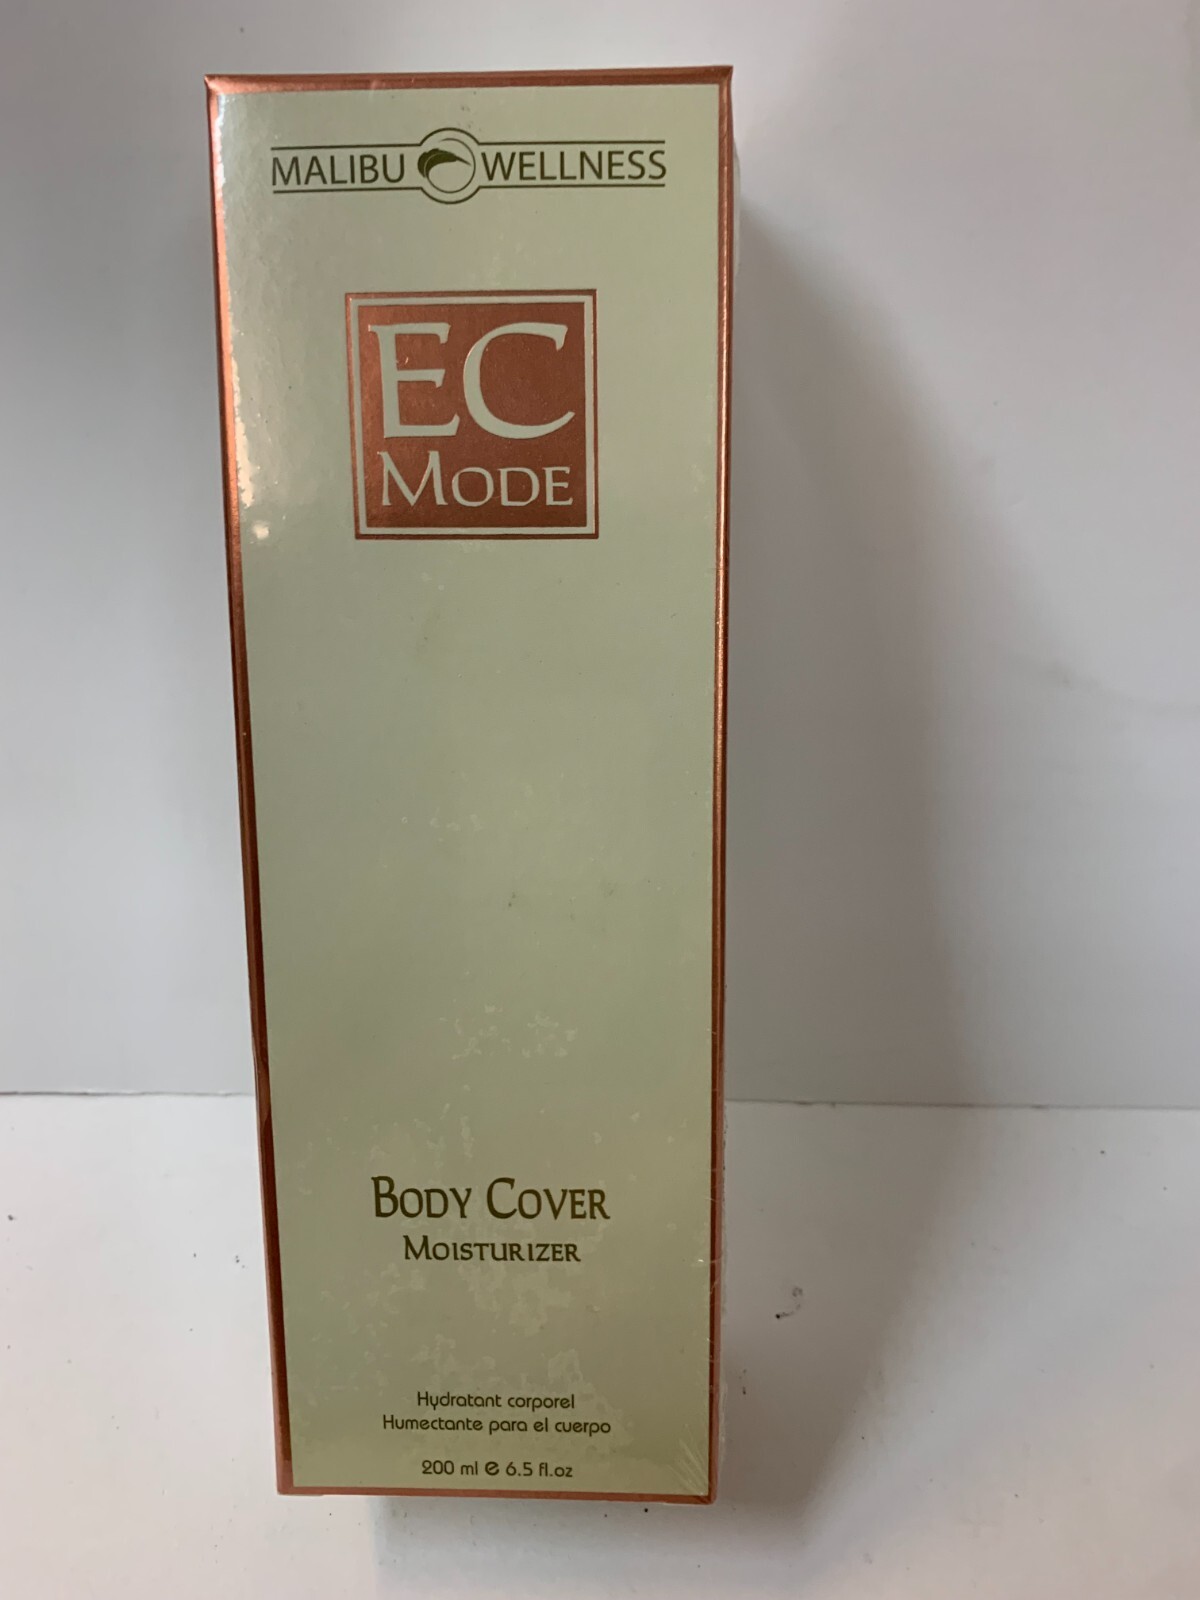 MALIBU WELLNESS
EC
MODE
BODY COVER
MOISTURIZER
Hydratant corporel
Humectante para el cuerpo
200 ml ℮ 6.5 fl.oz